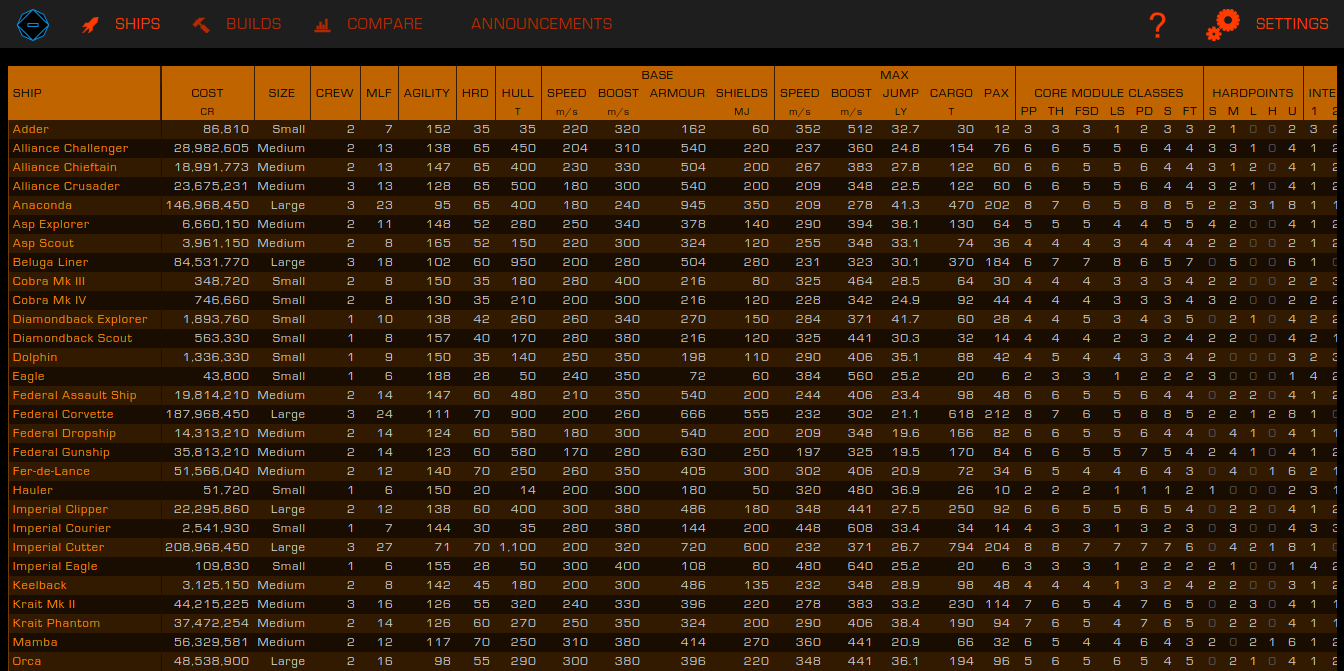 SHIPS BUILDS COMPARE ANNOUNCEMENTS ? SETTINGS
BASE MAX
SHIP COST SIZE CREW MLF AGILITY HRD HULL SPEED BOOST ARMOUR SHIELDS SPEED BOOST JUMP CARGO PAX CORE MODULE CLASSES HARDPOINTS INTE
CR T m/s m/s MJ m/s m/s LY T PP TH FSD LS PD S FT S M L H U 1 2
Adder 86,810 Small 2 7 152 35 35 220 320 162 60 352 512 32.7 30 12 3 3 3 1 2 3 3 2 1 0 0 2 3 2
Alliance Challenger 28,982,605 Medium 2 13 138 65 450 204 310 540 220 237 360 24.8 154 76 6 6 5 5 6 4 4 3 3 1 0 4 1 2
Alliance Chieftain 18,991,773 Medium 2 13 147 65 400 230 330 504 200 267 383 27.8 122 60 6 6 5 5 6 4 4 3 1 2 0 4 1 2
Alliance Crusader 23,675,231 Medium 3 13 128 65 500 180 300 540 200 209 348 22.5 122 60 6 6 5 5 6 4 4 3 2 1 0 4 1 2
Anaconda 146,968,450 Large 3 23 95 65 400 180 240 945 350 209 278 41.3 470 202 8 7 6 5 8 8 5 2 2 3 1 8 1 1
Asp Explorer 6,660,150 Medium 2 11 148 52 280 250 340 378 140 290 394 38.1 130 64 5 5 5 4 4 5 5 4 2 0 0 4 1 2
Asp Scout 3,961,150 Medium 2 8 165 52 150 220 300 324 120 255 348 33.1 74 36 4 4 4 3 4 4 4 2 2 0 0 2 1 2
Beluga Liner 84,531,770 Large 3 18 102 60 950 200 280 504 280 231 323 30.1 370 184 6 7 7 8 6 5 7 0 5 0 0 6 1
Cobra Mk III 348,720 Small 2 8 150 35 180 280 400 216 80 325 464 28.5 64 30 4 4 4 3 3 4 4 2 2 0 0 2 2 3
Cobra Mk IV 746,660 Small 2 8 130 35 210 200 300 216 120 228 342 24.9 92 44 4 4 4 3 3 4 4 3 2 0 0 2 2 2
Diamondback Explorer 1,893,760 Small 1 10 138 42 260 260 340 270 150 284 371 41.7 60 28 4 4 5 3 4 3 5 0 2 1 0 4 2 2
Diamondback Scout 563,330 Small 1 8 157 40 170 280 380 216 120 325 441 30.3 32 14 4 4 4 2 3 2 4 2 2 0 0 4 1 2
Dolphin 1,336,330 Small 1 9 150 35 140 250 350 198 110 290 406 35.1 88 42 4 5 4 4 3 3 4 2 0 0 0 3 2 3
Eagle 43,800 Small 1 6 188 28 50 240 350 72 60 384 560 25.2 20 6 2 3 3 1 2 2 2 3 0 0 0 1 4 2
Federal Assault Ship 19,814,210 Medium 2 14 147 60 480 210 350 540 200 244 406 23.4 98 48 6 6 5 5 6 4 4 0 2 2 0 4 1 2
Federal Corvette 187,968,450 Large 3 24 111 70 900 200 260 666 555 232 302 21.1 618 212 8 7 6 5 8 8 5 2 2 1 2 8 1
Federal Dropship 14,313,210 Medium 2 14 124 60 580 180 300 540 200 209 348 19.6 166 82 6 6 5 5 6 4 4 0 4 1 0 4 1 1
Federal Gunship 35,813,210 Medium 2 14 123 60 580 170 280 630 250 197 325 19.5 170 84 6 6 5 5 7 5 4 2 4 1 0 4 1 1
Fer-de-Lance 51,566,040 Medium 2 12 140 70 250 260 350 405 300 302 406 20.9 72 34 6 5 4 4 6 4 3 0 4 0 1 6 2 1
Hauler 51,720 Small 1 6 150 20 14 200 300 180 50 320 480 36.9 26 10 2 2 2 1 1 1 2 1 0 0 0 2 3 1
Imperial Clipper 22,295,860 Large 2 12 138 60 400 300 380 486 180 348 441 27.5 250 92 6 6 5 5 6 5 4 0 2 2 0 4 1 2
Imperial Courier 2,541,930 Small 1 7 144 30 35 280 380 144 200 448 608 33.4 34 14 4 3 3 1 3 2 3 0 3 0 0 4 3 3
Imperial Cutter 208,968,450 Large 3 27 71 70 1,100 200 320 720 600 232 371 26.7 794 204 8 8 7 7 7 7 6 0 4 2 1 8 1
Imperial Eagle 109,830 Small 1 6 155 28 50 300 400 108 80 480 640 25.2 20 6 3 3 3 1 2 2 2 2 1 0 0 1 4 2
Keelback 3,125,150 Medium 2 8 142 45 180 200 300 486 135 232 348 28.9 98 48 4 4 4 1 3 2 4 2 2 0 0 3 1 2
Krait Mk II 44,215,225 Medium 3 16 126 55 320 240 330 396 220 278 383 33.2 230 114 7 6 5 4 7 6 5 0 2 3 0 4 1 1
Krait Phantom 37,472,254 Medium 2 14 126 60 270 250 350 324 200 290 406 38.4 190 94 7 6 5 4 7 6 5 0 2 2 0 4 1 1
Mamba 56,329,581 Medium 2 12 117 70 250 310 380 414 270 360 441 20.9 66 32 6 5 4 4 6 4 3 2 0 2 1 6 1 1
Orca 48,538,900 Large 2 16 98 55 290 300 380 396 220 348 441 36.1 194 96 5 6 5 6 5 4 5 0 2 1 0 4 1 2